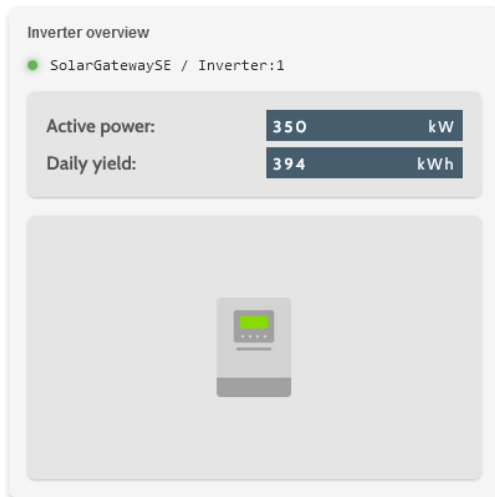 Inverter overview
SolarGatewaySE / Inverter:1
Active power: 350 kW
Daily yield: 394 kWh